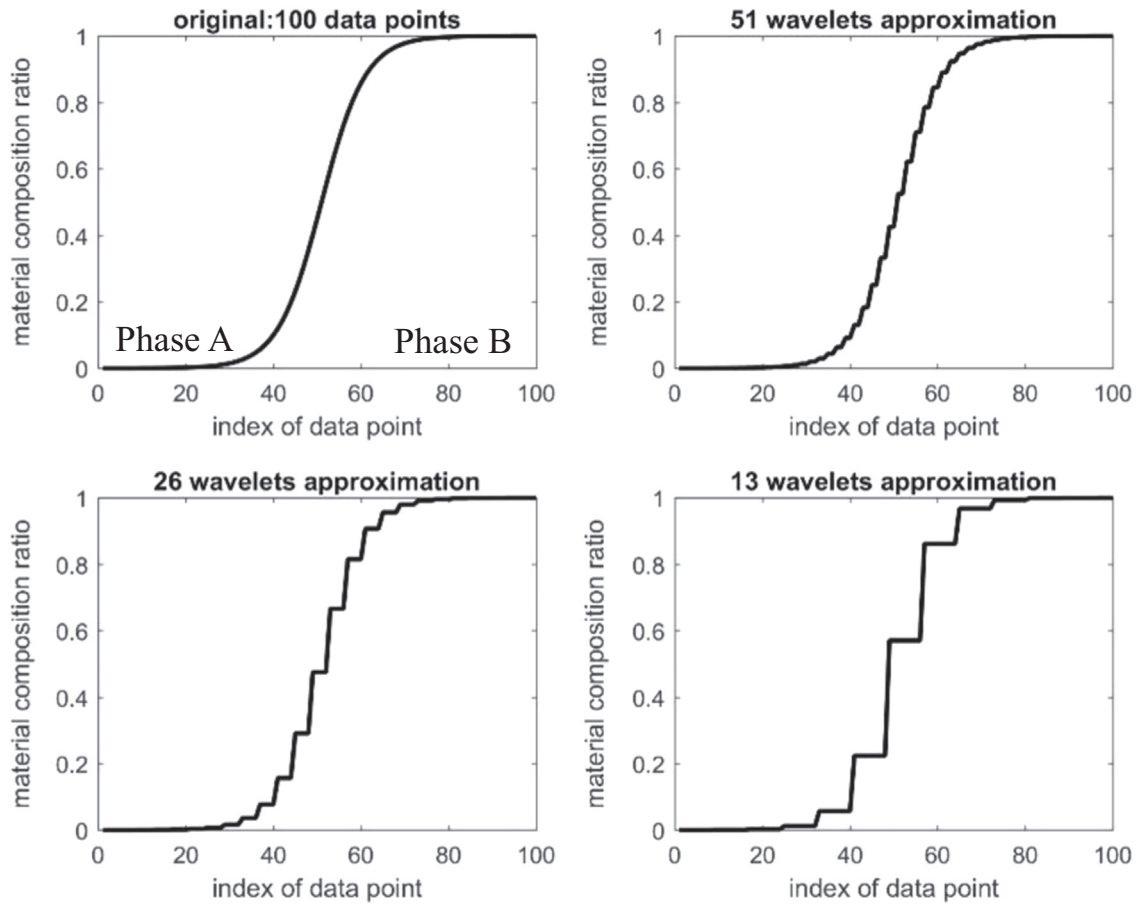 original:100 data points
1
0.8
0.6
0.4
0.2
0
material composition ratio
Phase A
Phase B
0 20 40 60 80 100
index of data point
51 wavelets approximation
1
0.8
0.6
0.4
0.2
0
material composition ratio
0 20 40 60 80 100
index of data point
26 wavelets approximation
1
0.8
0.6
0.4
0.2
0
material composition ratio
0 20 40 60 80 100
index of data point
13 wavelets approximation
1
0.8
0.6
0.4
0.2
0
material composition ratio
0 20 40 60 80 100
index of data point